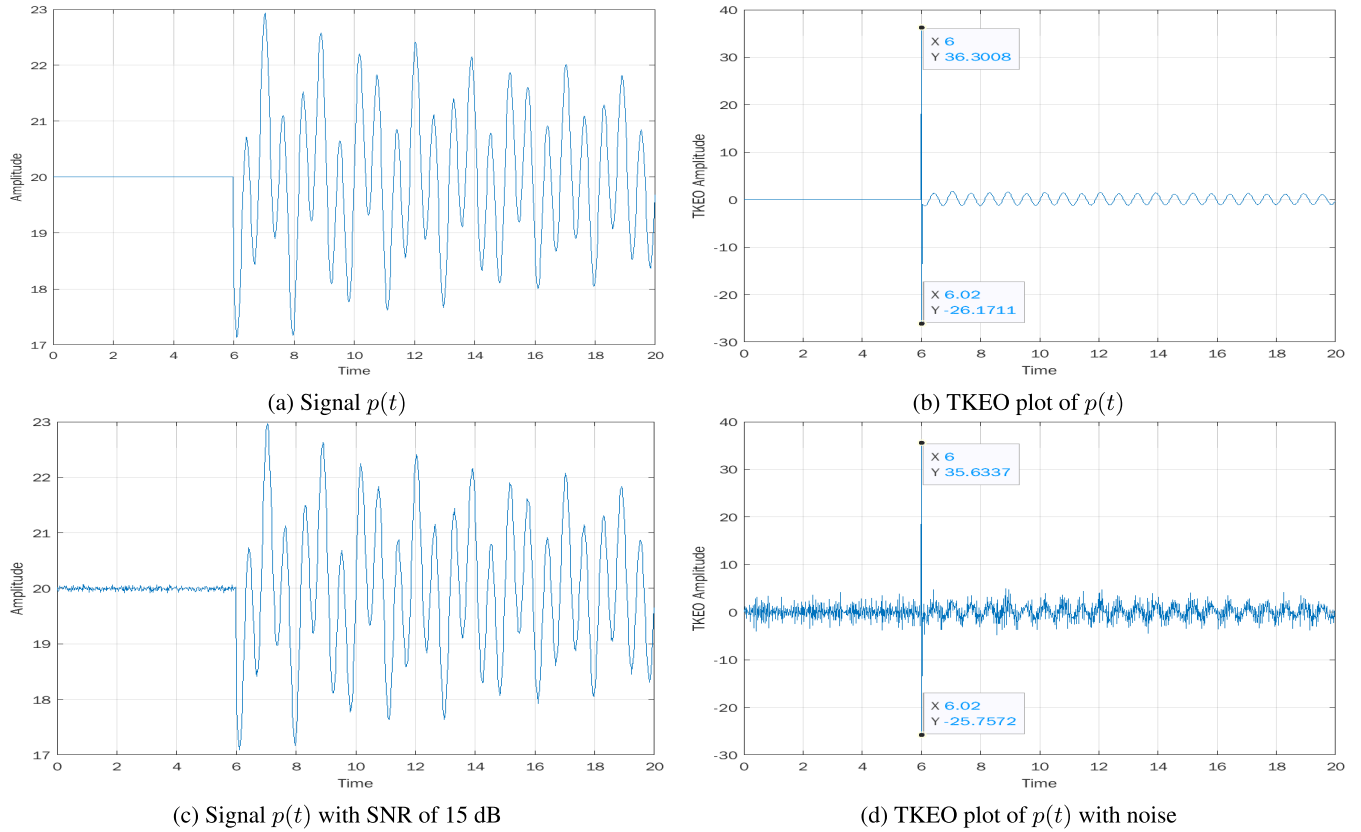 23
22
21
20
19
18
17
Amplitude
0 2 4 6 8 10 12 14 16 18 20
Time
(a) Signal p(t)
40
30
20
10
0
-10
-20
-30
TKEO Amplitude
X 6
Y 36.3008
X 6.02
Y -26.1711
0 2 4 6 8 10 12 14 16 18 20
Time
(b) TKEO plot of p(t)
23
22
21
20
19
18
17
Amplitude
0 2 4 6 8 10 12 14 16 18 20
Time
(c) Signal p(t) with SNR of 15 dB
40
30
20
10
0
-10
-20
-30
TKEO Amplitude
X 6
Y 35.6337
X 6.02
Y -25.7572
0 2 4 6 8 10 12 14 16 18 20
Time
(d) TKEO plot of p(t) with noise